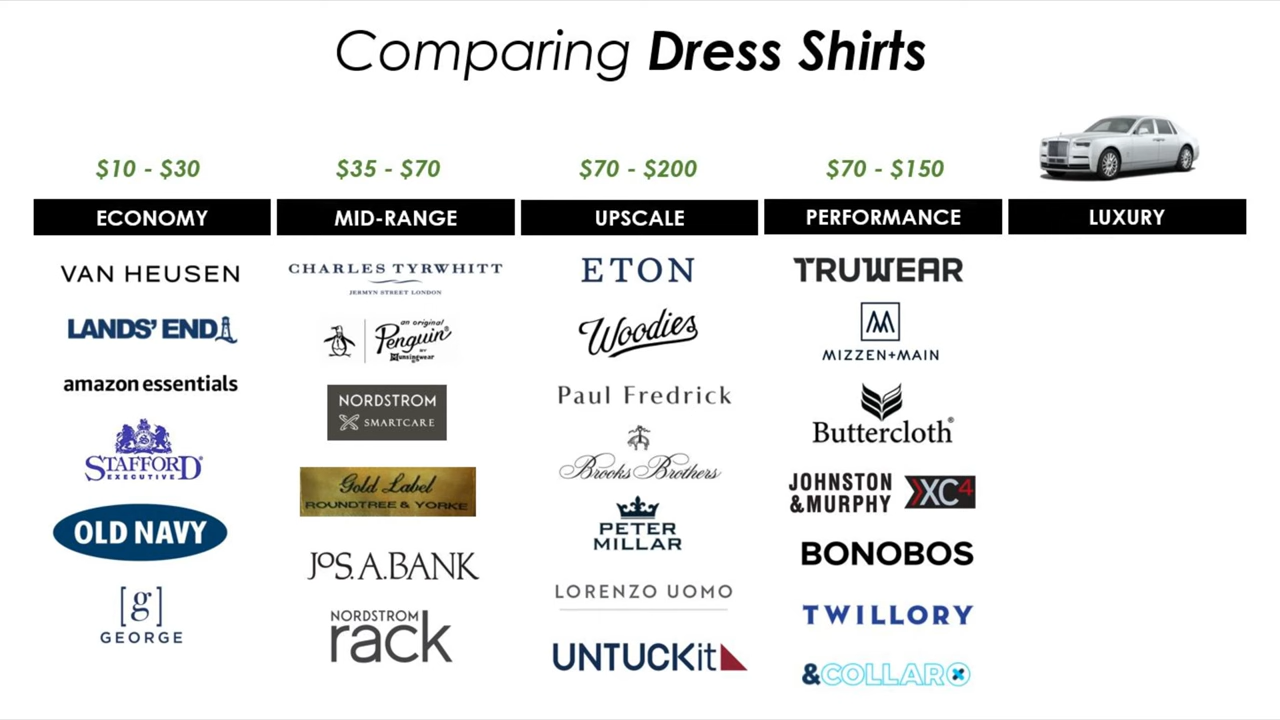 Comparing Dress Shirts
$10 - $30
ECONOMY
VAN HEUSEN
LANDS' END
amazon essentials
STAFFORD®
EXECUTIVE
OLD NAVY
[g]
GEORGE
$35 - $70
MID-RANGE
CHARLES TYRWHITT
JERMYN STREET LONDON
an original
Penguin®
BY
Munsingwear
NORDSTROM
SMARTCARE
Gold Label
ROUNDTREE & YORKE
JoS. A. BANK
NORDSTROM
rack
$70 - $200
UPSCALE
ETON
Woodies
Paul Fredrick
Brooks Brothers
PETER
MILLAR
LORENZO UOMO
UNTUCKit
$70 - $150
PERFORMANCE
TRUWEAR
MIZZEN+MAIN
Buttercloth®
JOHNSTON
&MURPHY XC4
BONOBOS
TWILLORY
&COLLAR
LUXURY